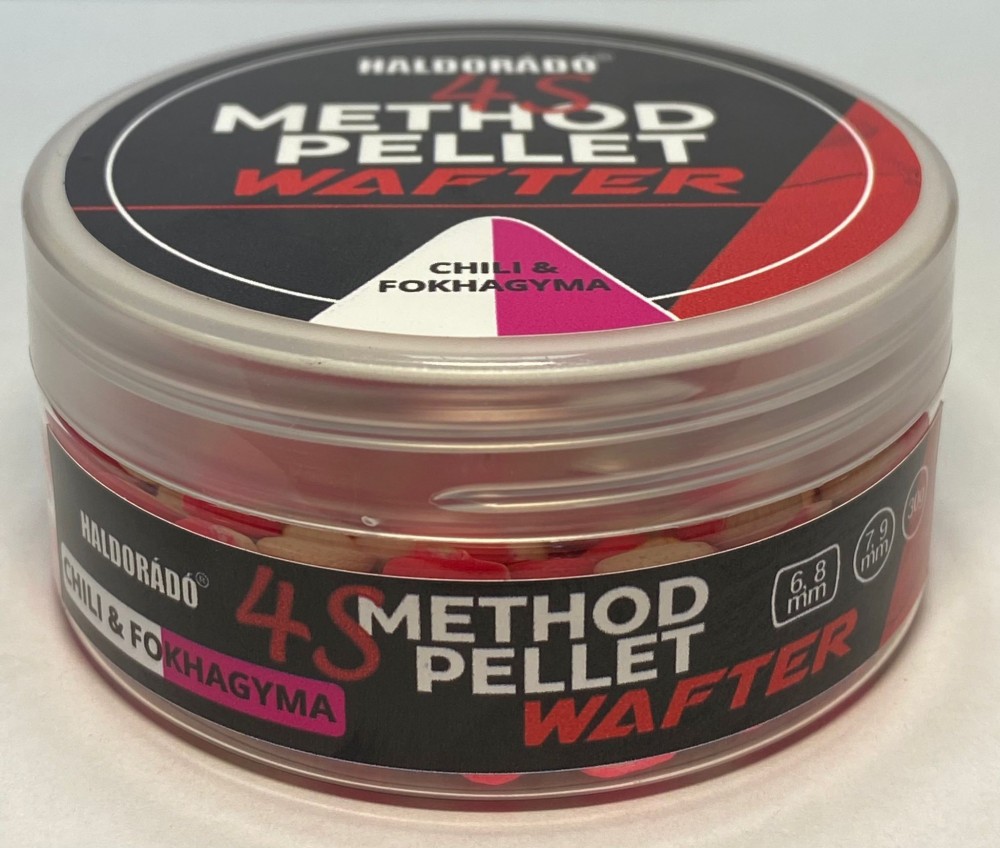 HALDORÁDÓ®
4S
METHOD
PELLET
WAFTER
CHILI &
FOKHAGYMA
HALDORÁDÓ®
CHILI & FOKHAGYMA
4S METHOD
PELLET
WAFTER
6, 8
mm
7, 9
mm